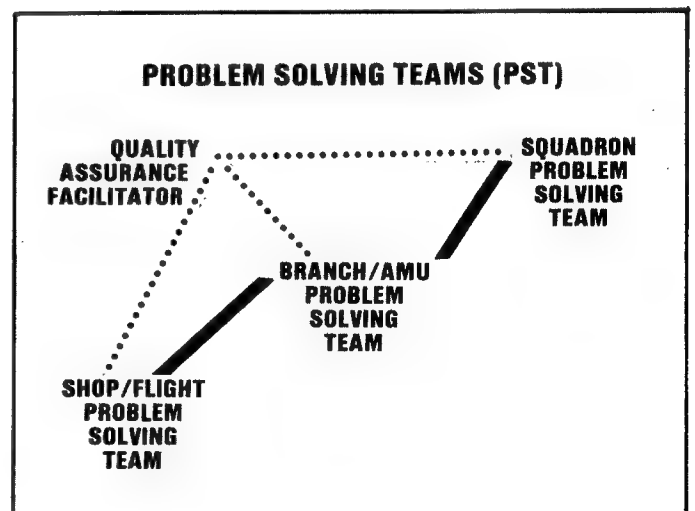 PROBLEM SOLVING TEAMS (PST)
QUALITY
ASSURANCE
FACILITATOR
SQUADRON
PROBLEM
SOLVING
TEAM
BRANCH/AMU
PROBLEM
SOLVING
TEAM
SHOP/FLIGHT
PROBLEM
SOLVING
TEAM